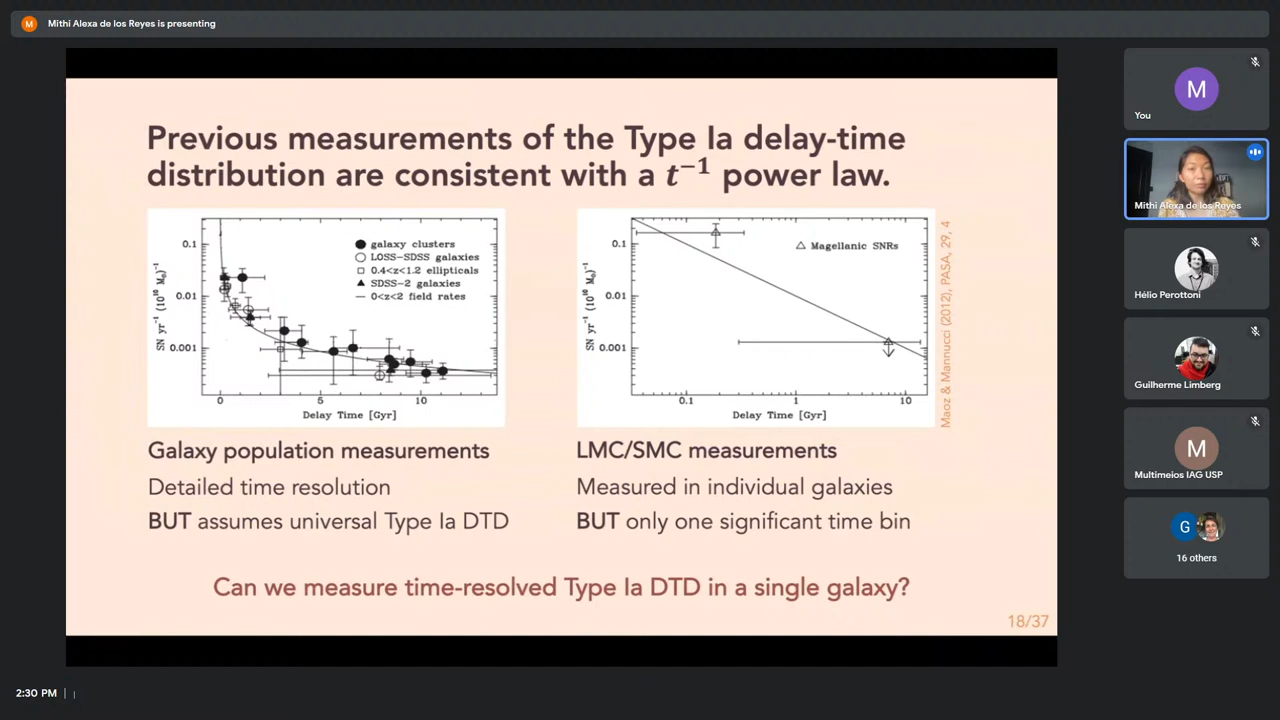 M Mithi Alexa de los Reyes is presenting
Previous measurements of the Type Ia delay-time
distribution are consistent with a t⁻¹ power law.
SN yr⁻¹ (10¹⁰ M⊙)⁻¹
0.1
0.01
0.001
galaxy clusters
LOSS-SDSS galaxies
0.4<z<1.2 ellipticals
SDSS-2 galaxies
0<z<2 field rates
0 5 10
Delay Time [Gyr]
SN yr⁻¹ (10¹⁰ M⊙)⁻¹
0.1
0.01
0.001
Magellanic SNRs
0.1 1 10
Delay Time [Gyr]
Maoz & Mannucci (2012), PASA, 29, 4
Galaxy population measurements
Detailed time resolution
BUT assumes universal Type Ia DTD
LMC/SMC measurements
Measured in individual galaxies
BUT only one significant time bin
Can we measure time-resolved Type Ia DTD in a single galaxy?
18/37
M
You
Mithi Alexa de los Reyes
Hélio Perottoni
Guilherme Limberg
M
Multimeios IAG USP
G
16 others
2:30 PM